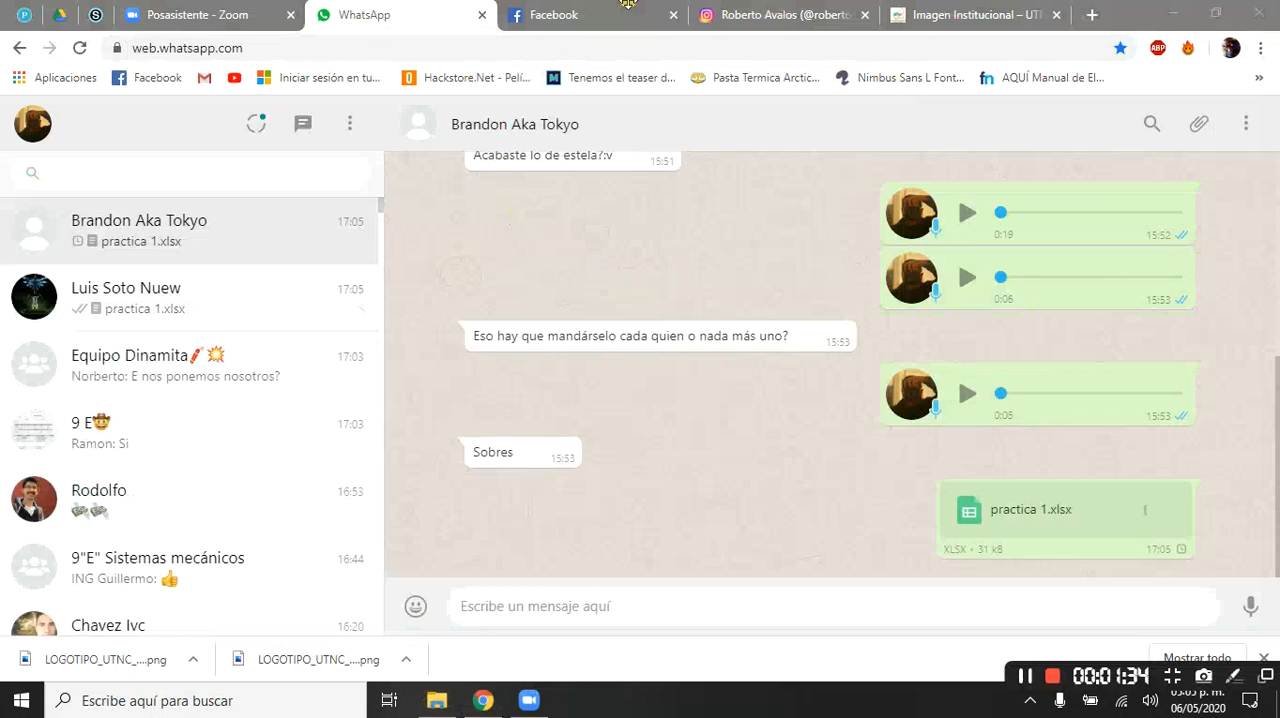 Posasistente - Zoom
WhatsApp
Facebook
Roberto Avalos (@roberto
Imagen Institucional – UT
web.whatsapp.com
ABP
Aplicaciones
Facebook
Iniciar sesión en tu...
Hackstore.Net - Pelí...
Tenemos el teaser d...
Pasta Termica Arctic...
Nimbus Sans L Font...
AQUÍ Manual de El...
Brandon Aka Tokyo
Acabaste lo de estela?:v
15:51
Brandon Aka Tokyo
17:05
practica 1.xlsx
0:19
15:52
Luis Soto Nuew
17:05
practica 1.xlsx
0:06
15:53
Eso hay que mandárselo cada quien o nada más uno?
15:53
Equipo Dinamita
17:03
Norberto: E nos ponemos nosotros?
0:05
15:53
9 E
17:03
Ramon: Si
Sobres
15:53
Rodolfo
16:53
practica 1.xlsx
XLSX • 31 kB
17:05
9"E" Sistemas mecánicos
16:44
ING Guillermo:
Chavez Ivc
16:20
Escribe un mensaje aquí
LOGOTIPO_UTNC_....png
LOGOTIPO_UTNC_....png
Mostrar todo
00:01:34
Escribe aquí para buscar
05:05 p. m.
06/05/2020